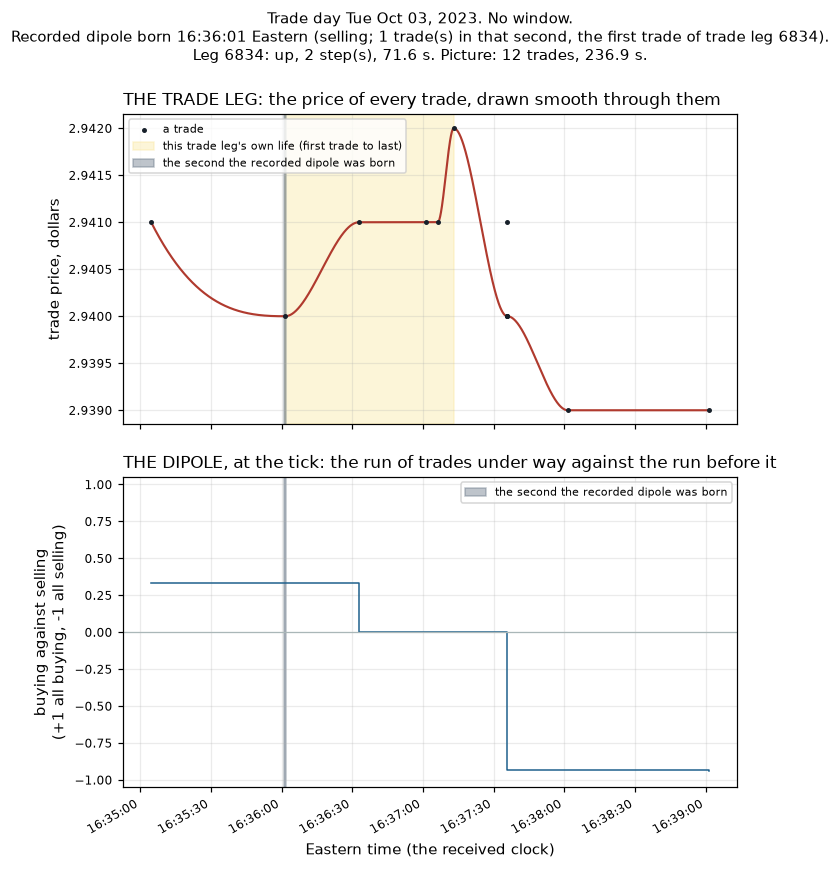 Trade day Tue Oct 03, 2023. No window.
Recorded dipole born 16:36:01 Eastern (selling; 1 trade(s) in that second, the first trade of trade leg 6834).
Leg 6834: up, 2 step(s), 71.6 s. Picture: 12 trades, 236.9 s.
THE TRADE LEG: the price of every trade, drawn smooth through them
a trade
this trade leg's own life (first trade to last)
the second the recorded dipole was born
trade price, dollars
2.9420
2.9415
2.9410
2.9405
2.9400
2.9395
2.9390
THE DIPOLE, at the tick: the run of trades under way against the run before it
the second the recorded dipole was born
buying against selling
(+1 all buying, -1 all selling)
1.00
0.75
0.50
0.25
0.00
−0.25
−0.50
−0.75
−1.00
16:35:00
16:35:30
16:36:00
16:36:30
16:37:00
16:37:30
16:38:00
16:38:30
16:39:00
Eastern time (the received clock)